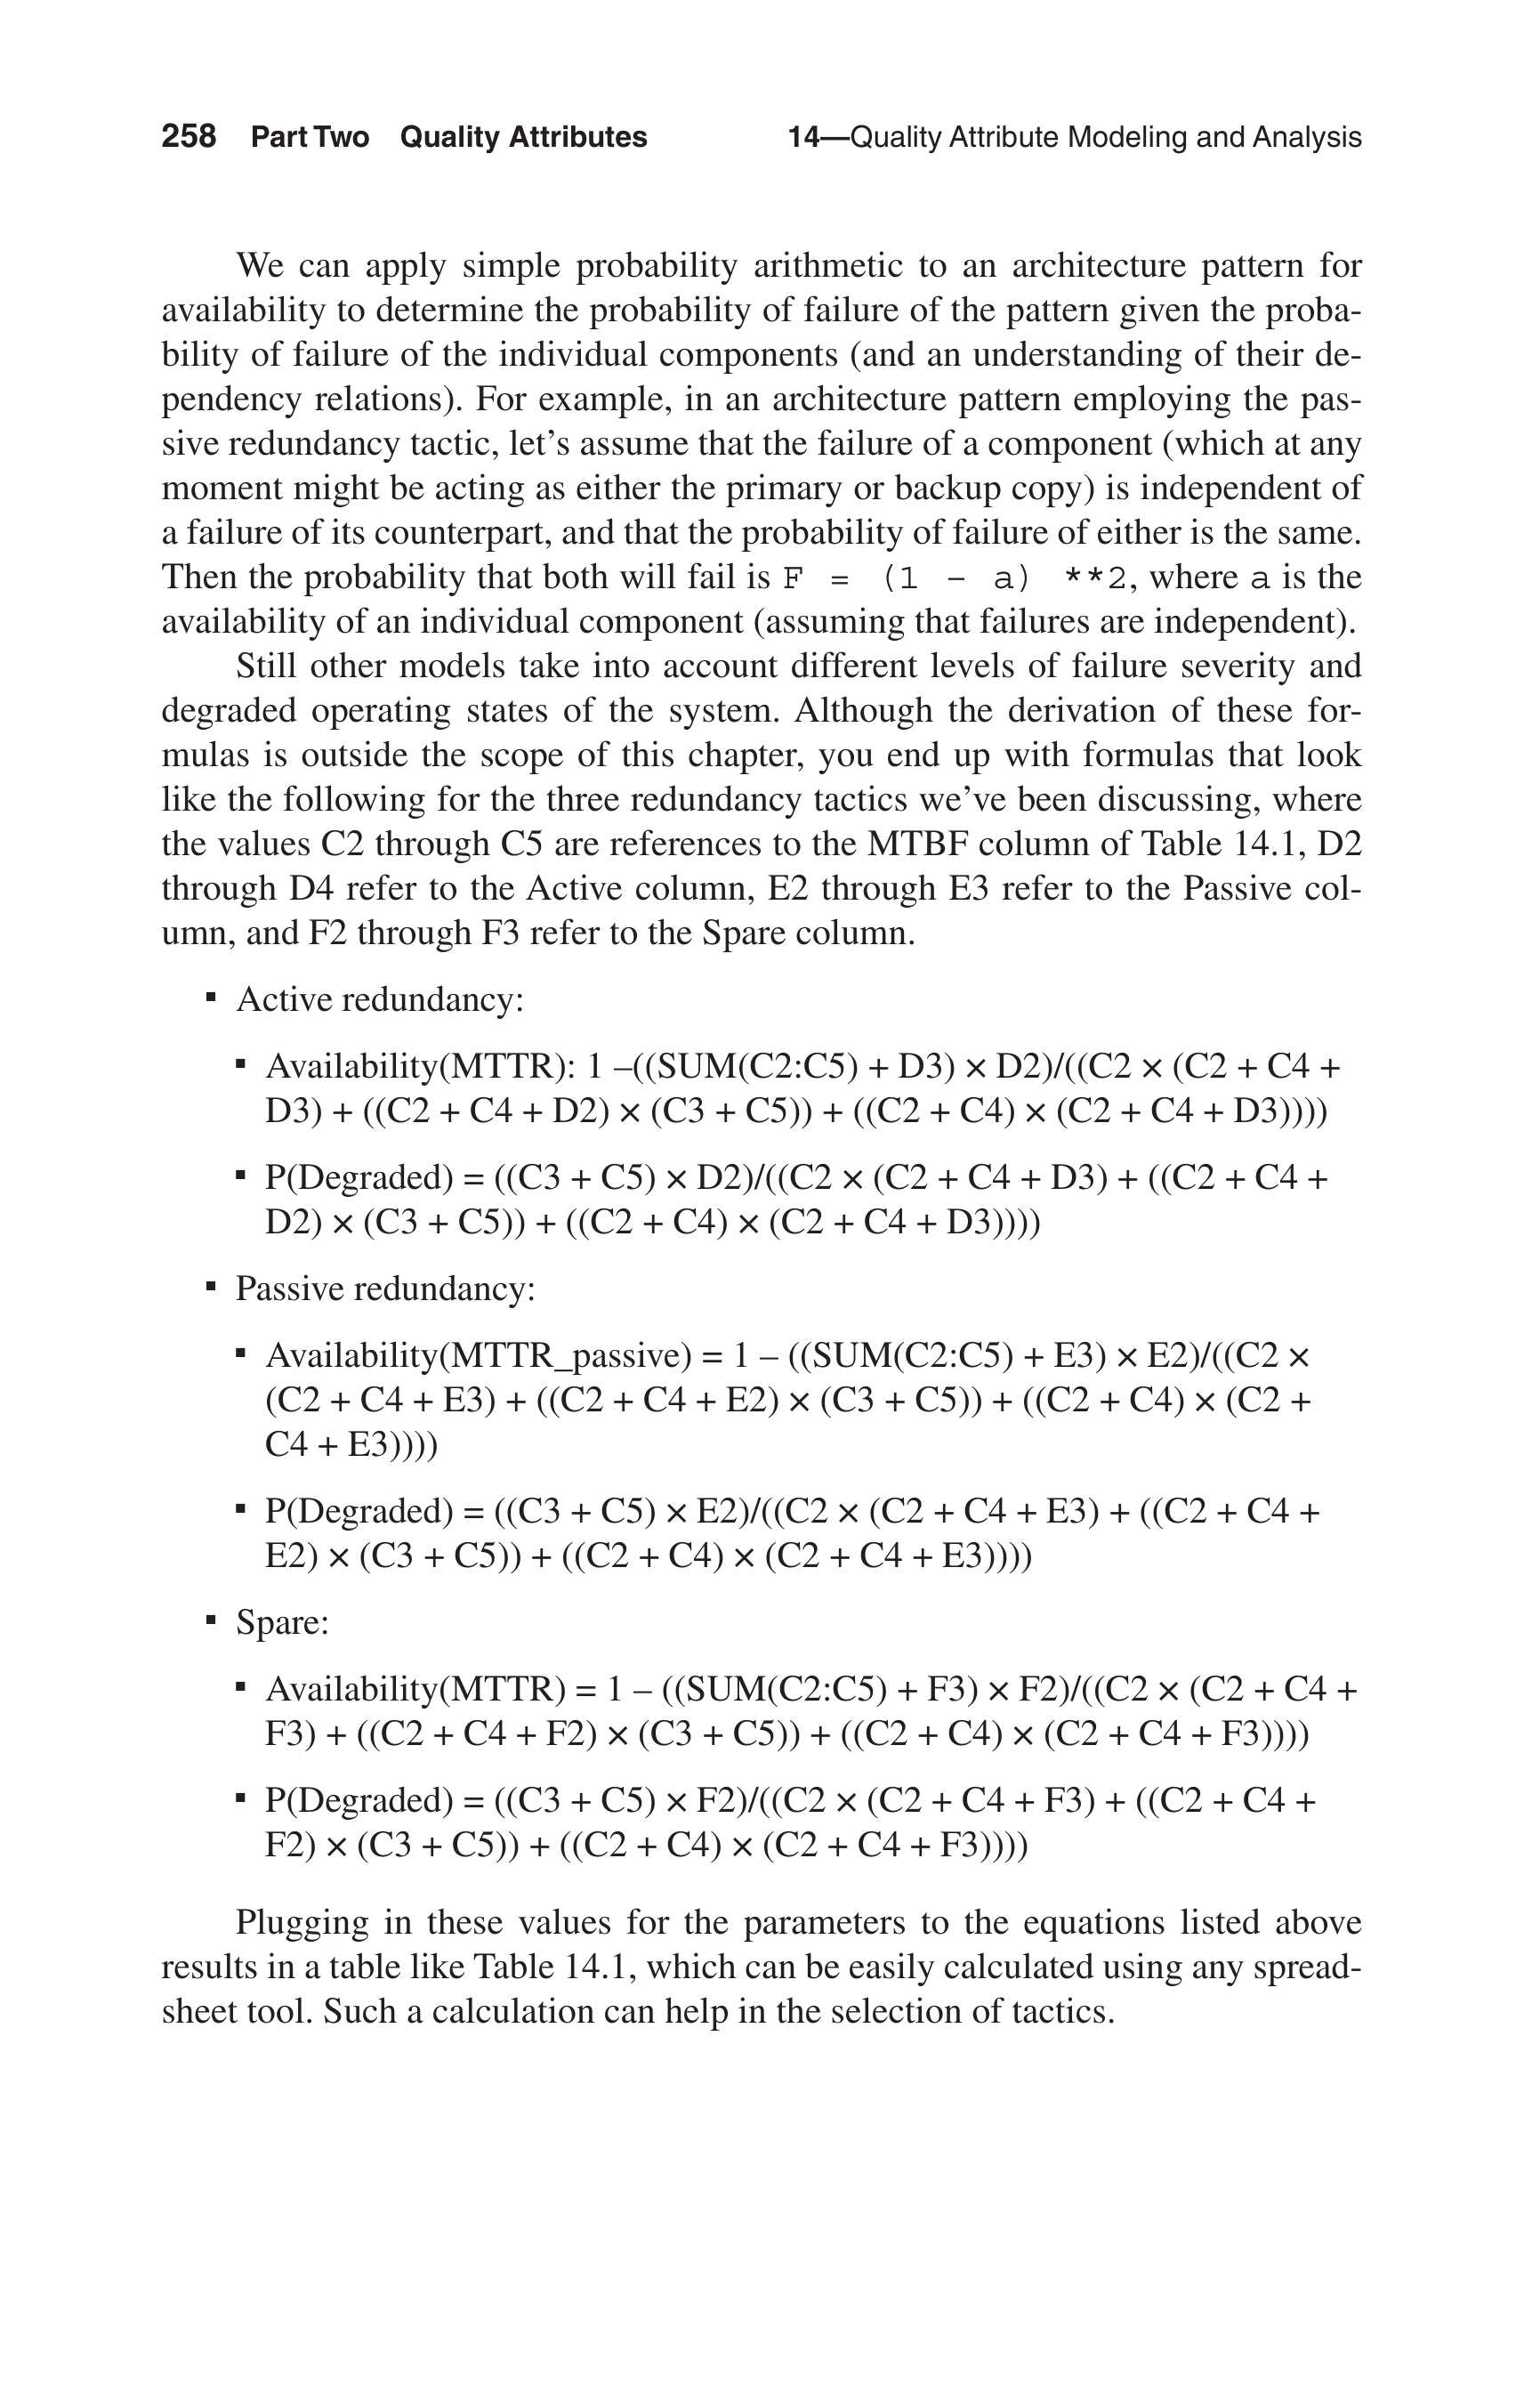 258 Part Two Quality Attributes 14—Quality Attribute Modeling and Analysis
We can apply simple probability arithmetic to an architecture pattern for
availability to determine the probability of failure of the pattern given the proba-
bility of failure of the individual components (and an understanding of their de-
pendency relations). For example, in an architecture pattern employing the pas-
sive redundancy tactic, let’s assume that the failure of a component (which at any
moment might be acting as either the primary or backup copy) is independent of
a failure of its counterpart, and that the probability of failure of either is the same.
Then the probability that both will fail is F = (1 − a) **2, where a is the
availability of an individual component (assuming that failures are independent).
Still other models take into account different levels of failure severity and
degraded operating states of the system. Although the derivation of these for-
mulas is outside the scope of this chapter, you end up with formulas that look
like the following for the three redundancy tactics we’ve been discussing, where
the values C2 through C5 are references to the MTBF column of Table 14.1, D2
through D4 refer to the Active column, E2 through E3 refer to the Passive col-
umn, and F2 through F3 refer to the Spare column.
▪ Active redundancy:
▪ Availability(MTTR): 1 –((SUM(C2:C5) + D3) × D2)/((C2 × (C2 + C4 +
D3) + ((C2 + C4 + D2) × (C3 + C5)) + ((C2 + C4) × (C2 + C4 + D3))))
▪ P(Degraded) = ((C3 + C5) × D2)/((C2 × (C2 + C4 + D3) + ((C2 + C4 +
D2) × (C3 + C5)) + ((C2 + C4) × (C2 + C4 + D3))))
▪ Passive redundancy:
▪ Availability(MTTR_passive) = 1 – ((SUM(C2:C5) + E3) × E2)/((C2 ×
(C2 + C4 + E3) + ((C2 + C4 + E2) × (C3 + C5)) + ((C2 + C4) × (C2 +
C4 + E3))))
▪ P(Degraded) = ((C3 + C5) × E2)/((C2 × (C2 + C4 + E3) + ((C2 + C4 +
E2) × (C3 + C5)) + ((C2 + C4) × (C2 + C4 + E3))))
▪ Spare:
▪ Availability(MTTR) = 1 – ((SUM(C2:C5) + F3) × F2)/((C2 × (C2 + C4 +
F3) + ((C2 + C4 + F2) × (C3 + C5)) + ((C2 + C4) × (C2 + C4 + F3))))
▪ P(Degraded) = ((C3 + C5) × F2)/((C2 × (C2 + C4 + F3) + ((C2 + C4 +
F2) × (C3 + C5)) + ((C2 + C4) × (C2 + C4 + F3))))
Plugging in these values for the parameters to the equations listed above
results in a table like Table 14.1, which can be easily calculated using any spread-
sheet tool. Such a calculation can help in the selection of tactics.